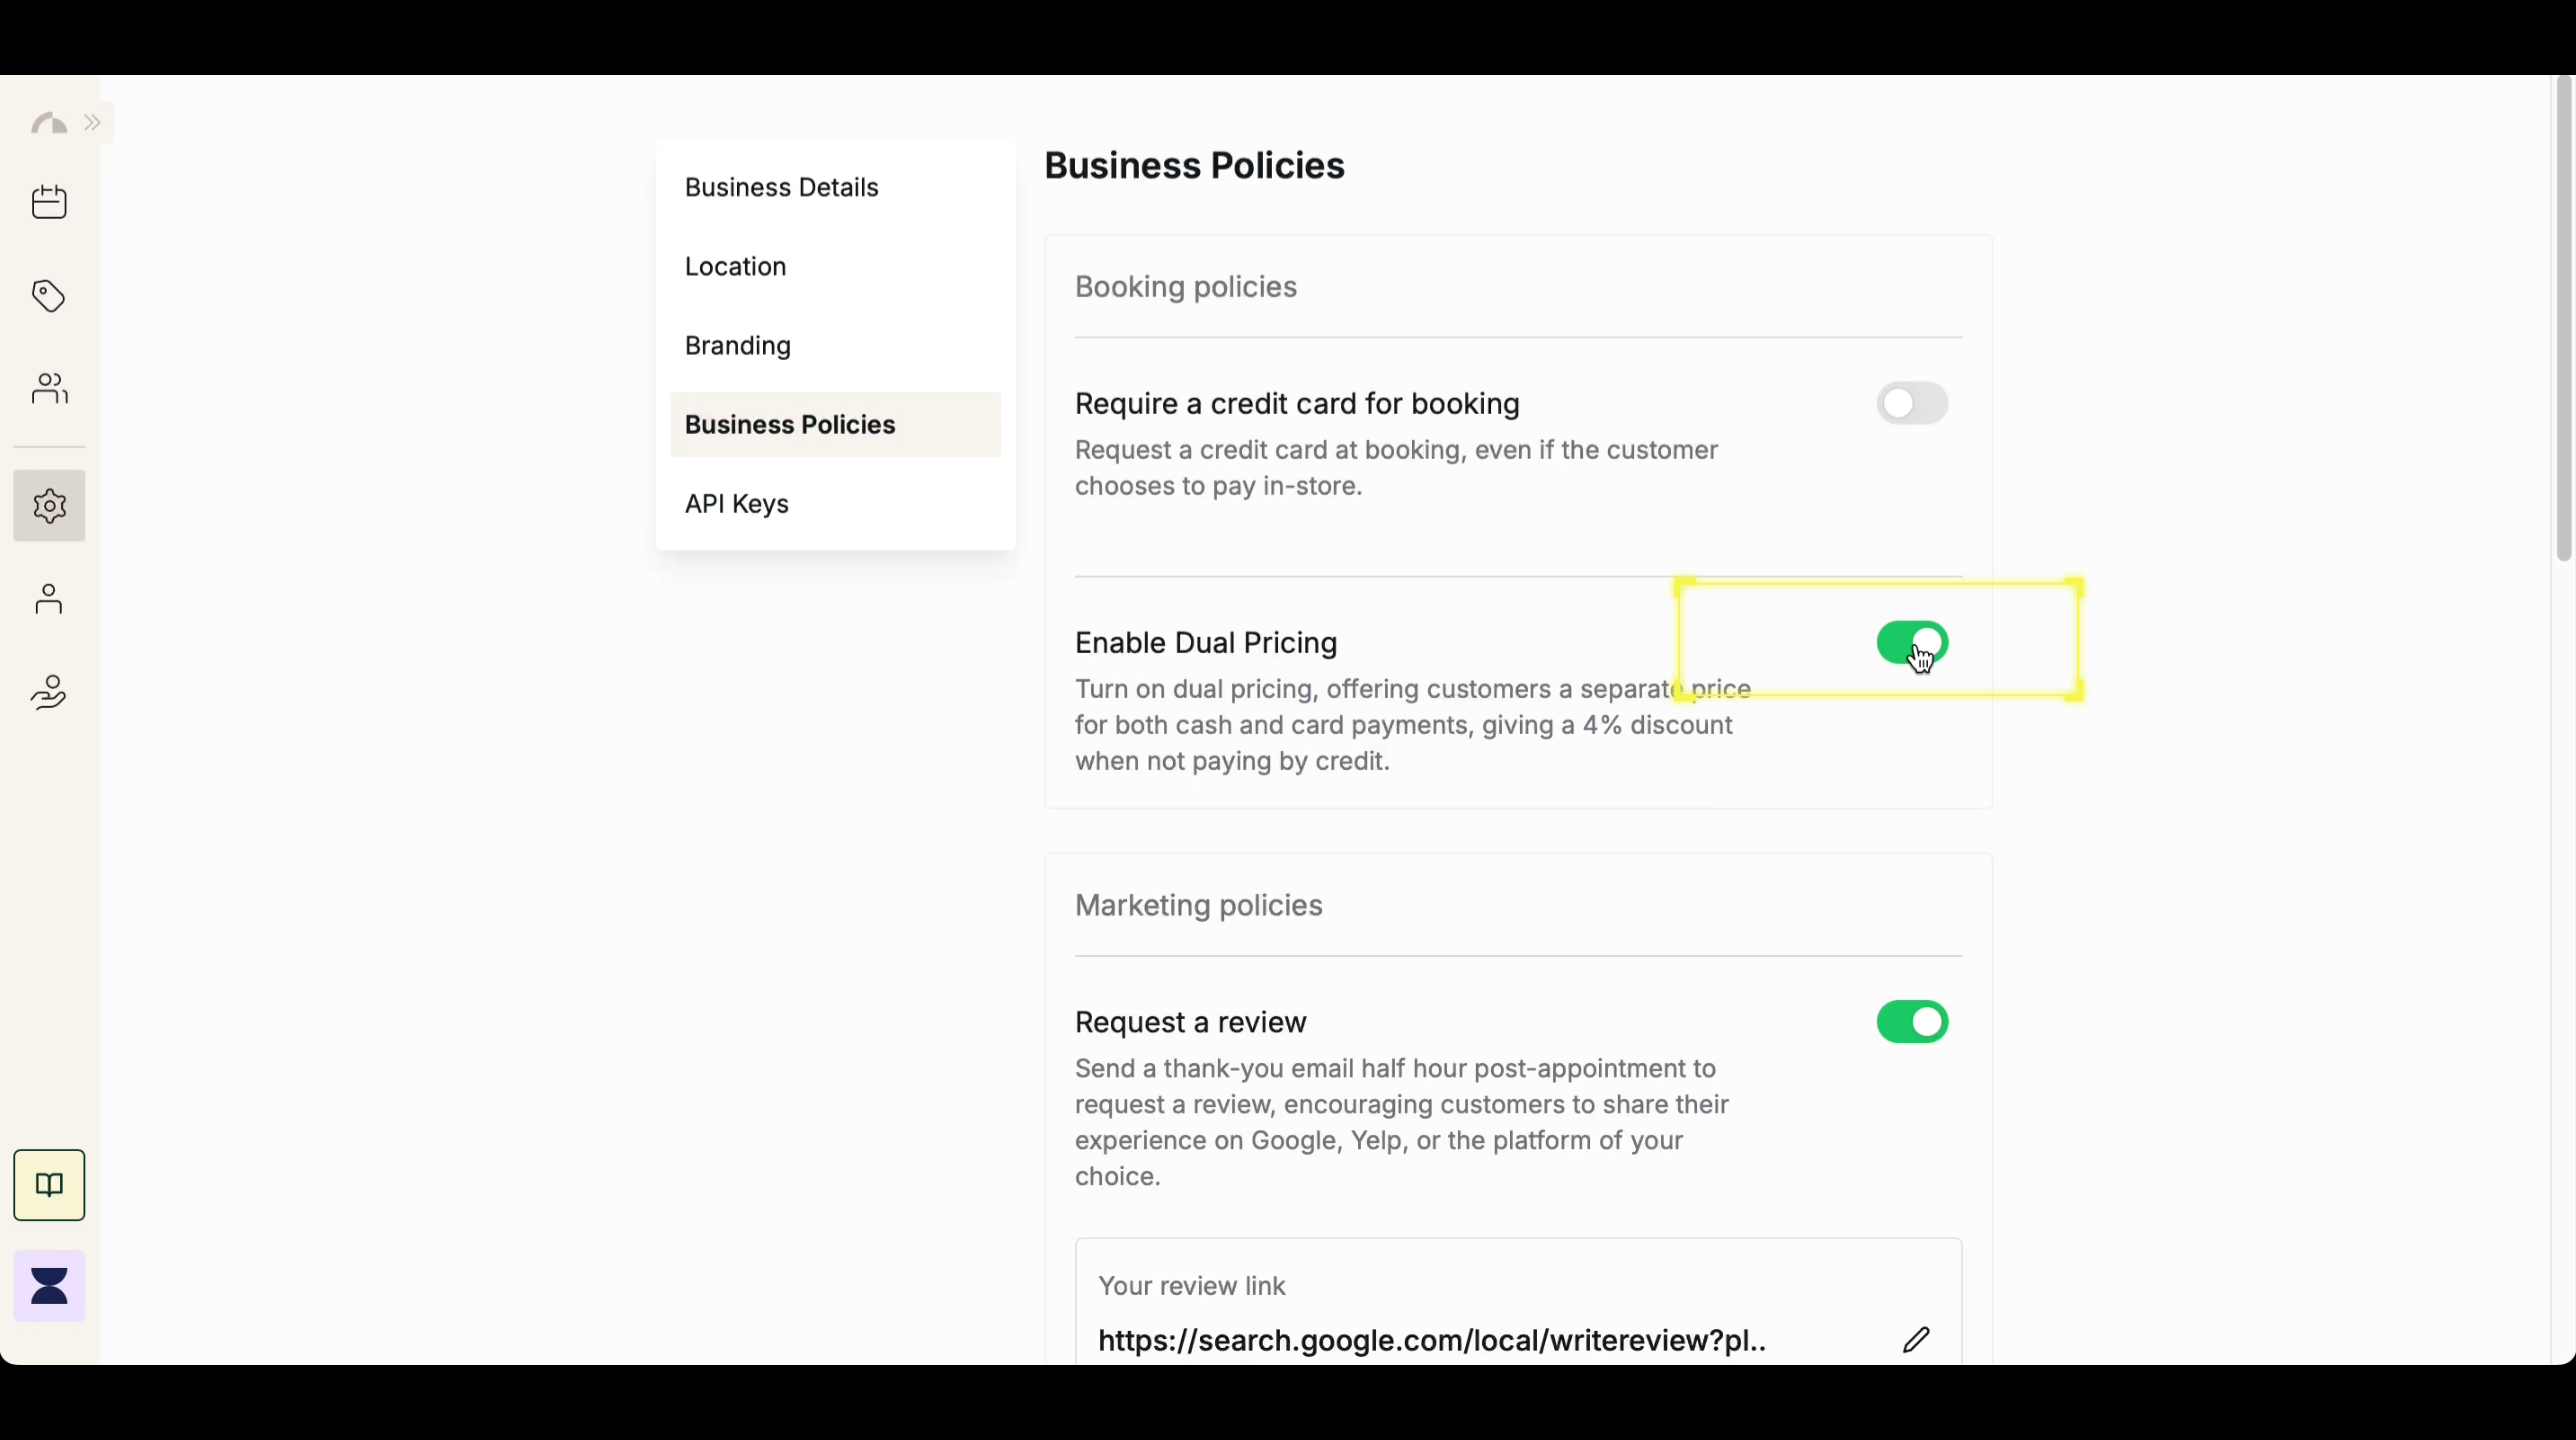 Business Details
Location
Branding
Business Policies
API Keys
Business Policies
Booking policies
Require a credit card for booking
Request a credit card at booking, even if the customer
chooses to pay in-store.
Enable Dual Pricing
Turn on dual pricing, offering customers a separate price
for both cash and card payments, giving a 4% discount
when not paying by credit.
Marketing policies
Request a review
Send a thank-you email half hour post-appointment to
request a review, encouraging customers to share their
experience on Google, Yelp, or the platform of your
choice.
Your review link
https://search.google.com/local/writereview?pl..